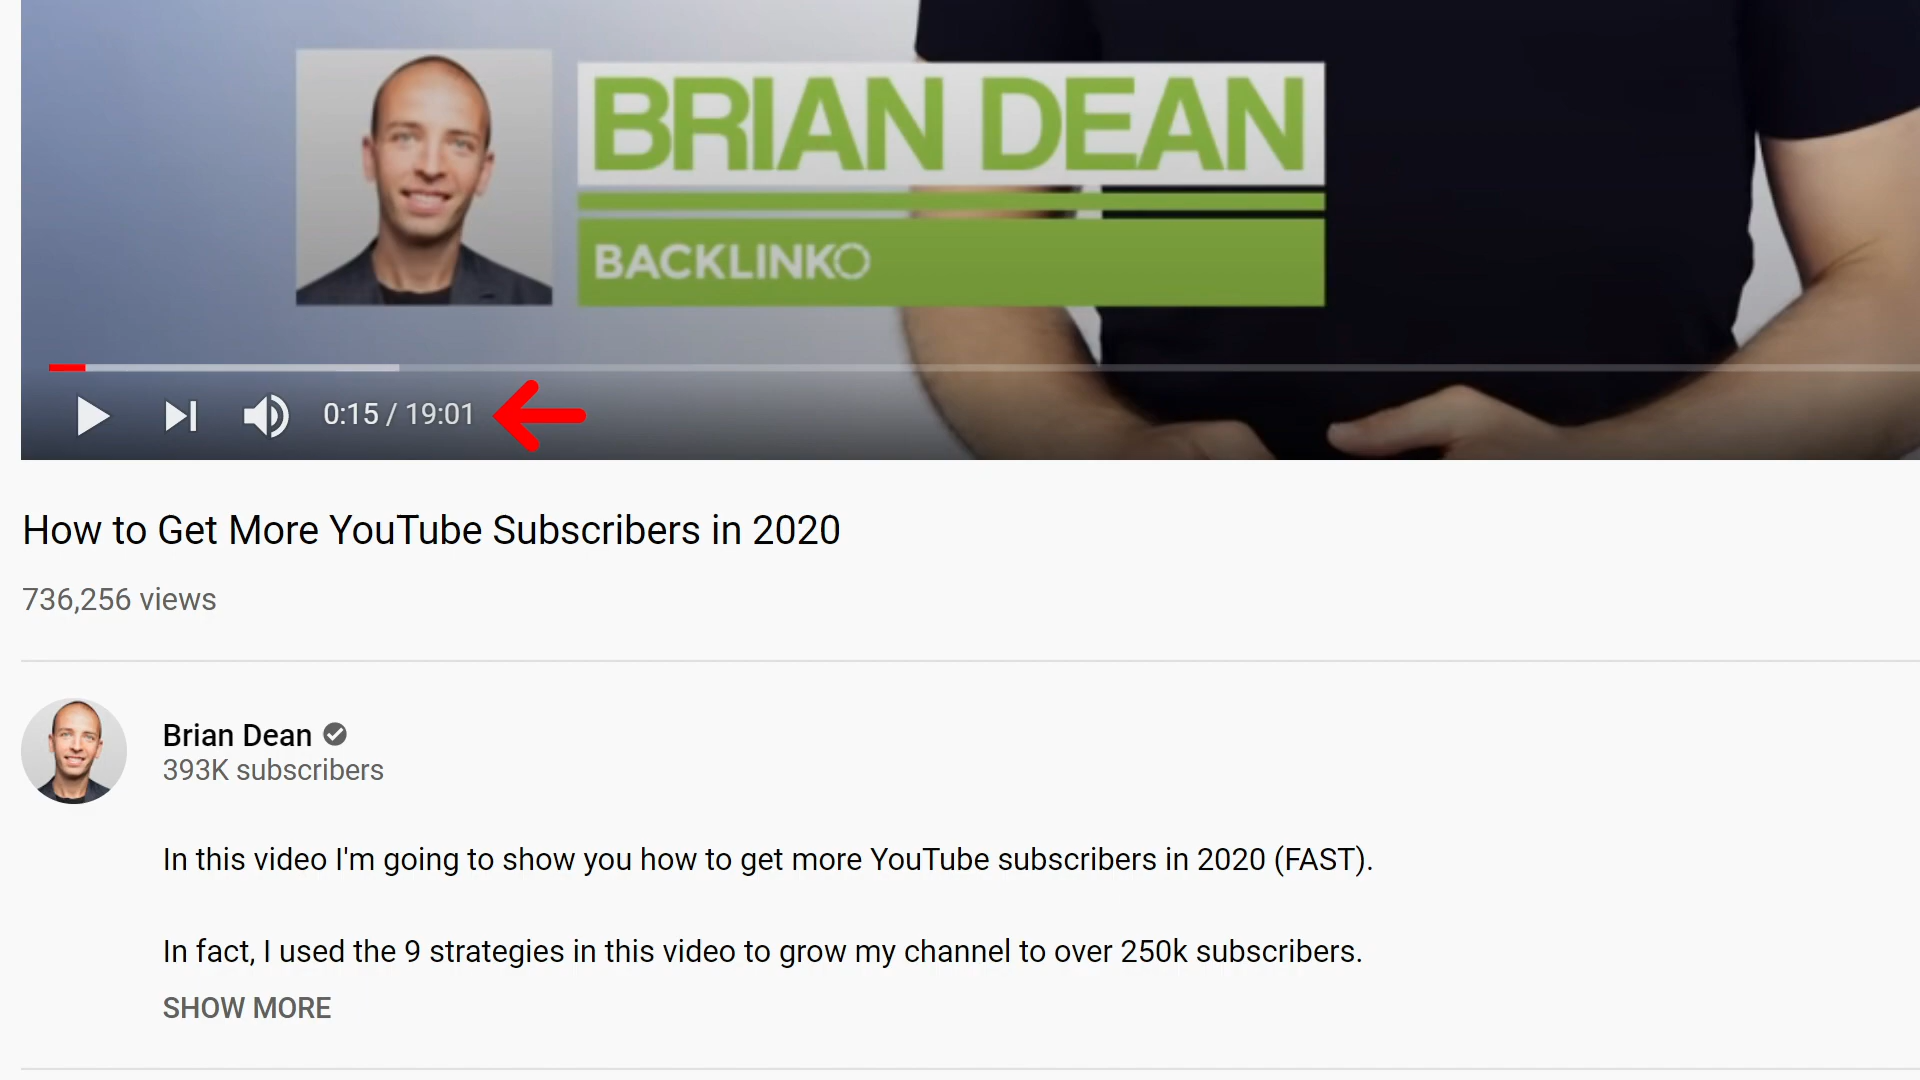 BRIAN DEAN
BACKLINKO
0:15 / 19:01
How to Get More YouTube Subscribers in 2020
736,256 views
Brian Dean
393K subscribers
In this video I'm going to show you how to get more YouTube subscribers in 2020 (FAST).
In fact, I used the 9 strategies in this video to grow my channel to over 250k subscribers.
SHOW MORE